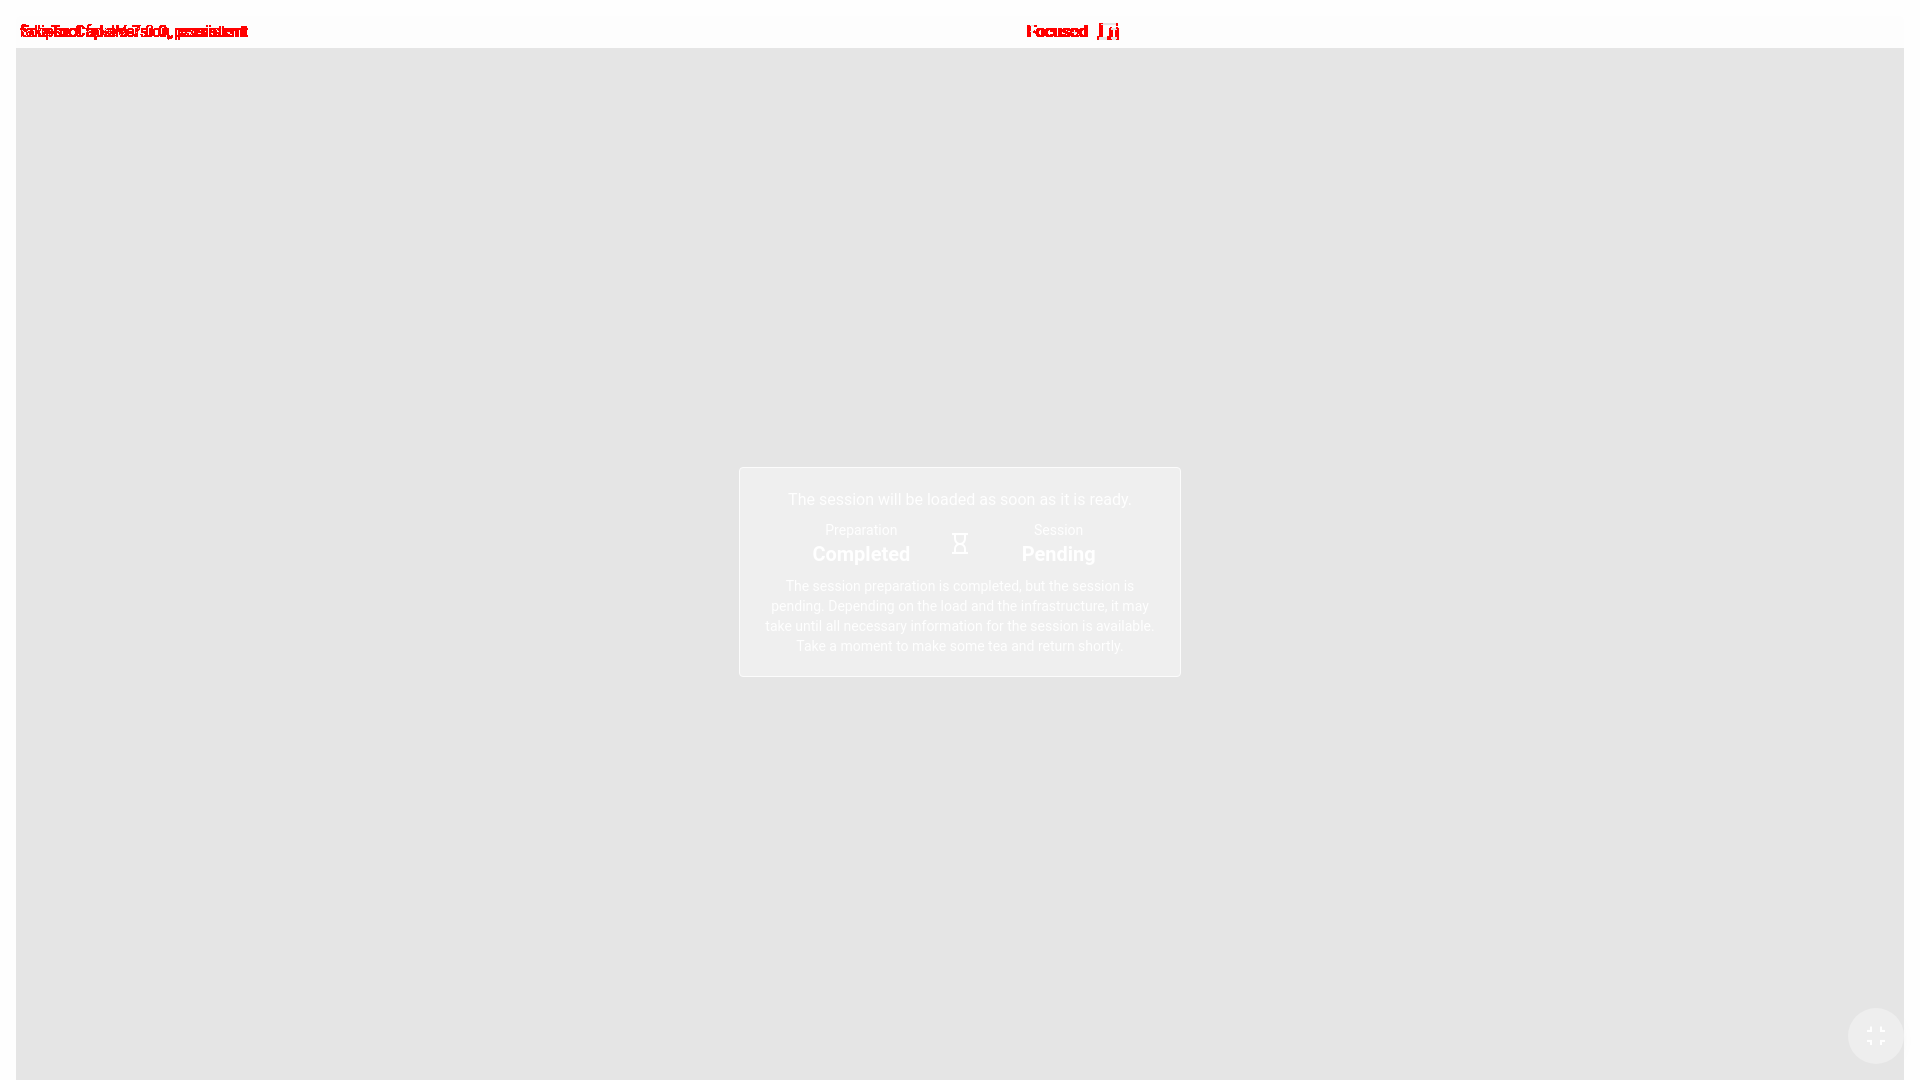 Focused
The session will be loaded as soon as it is ready
Preparation
Completed
Session
Pending
The session preparation is completed, but the session is
pending. Depending on the load and the infrastructure, it may
take until all necessary information for the session is available.
Take a moment to make some tea and return shortly.